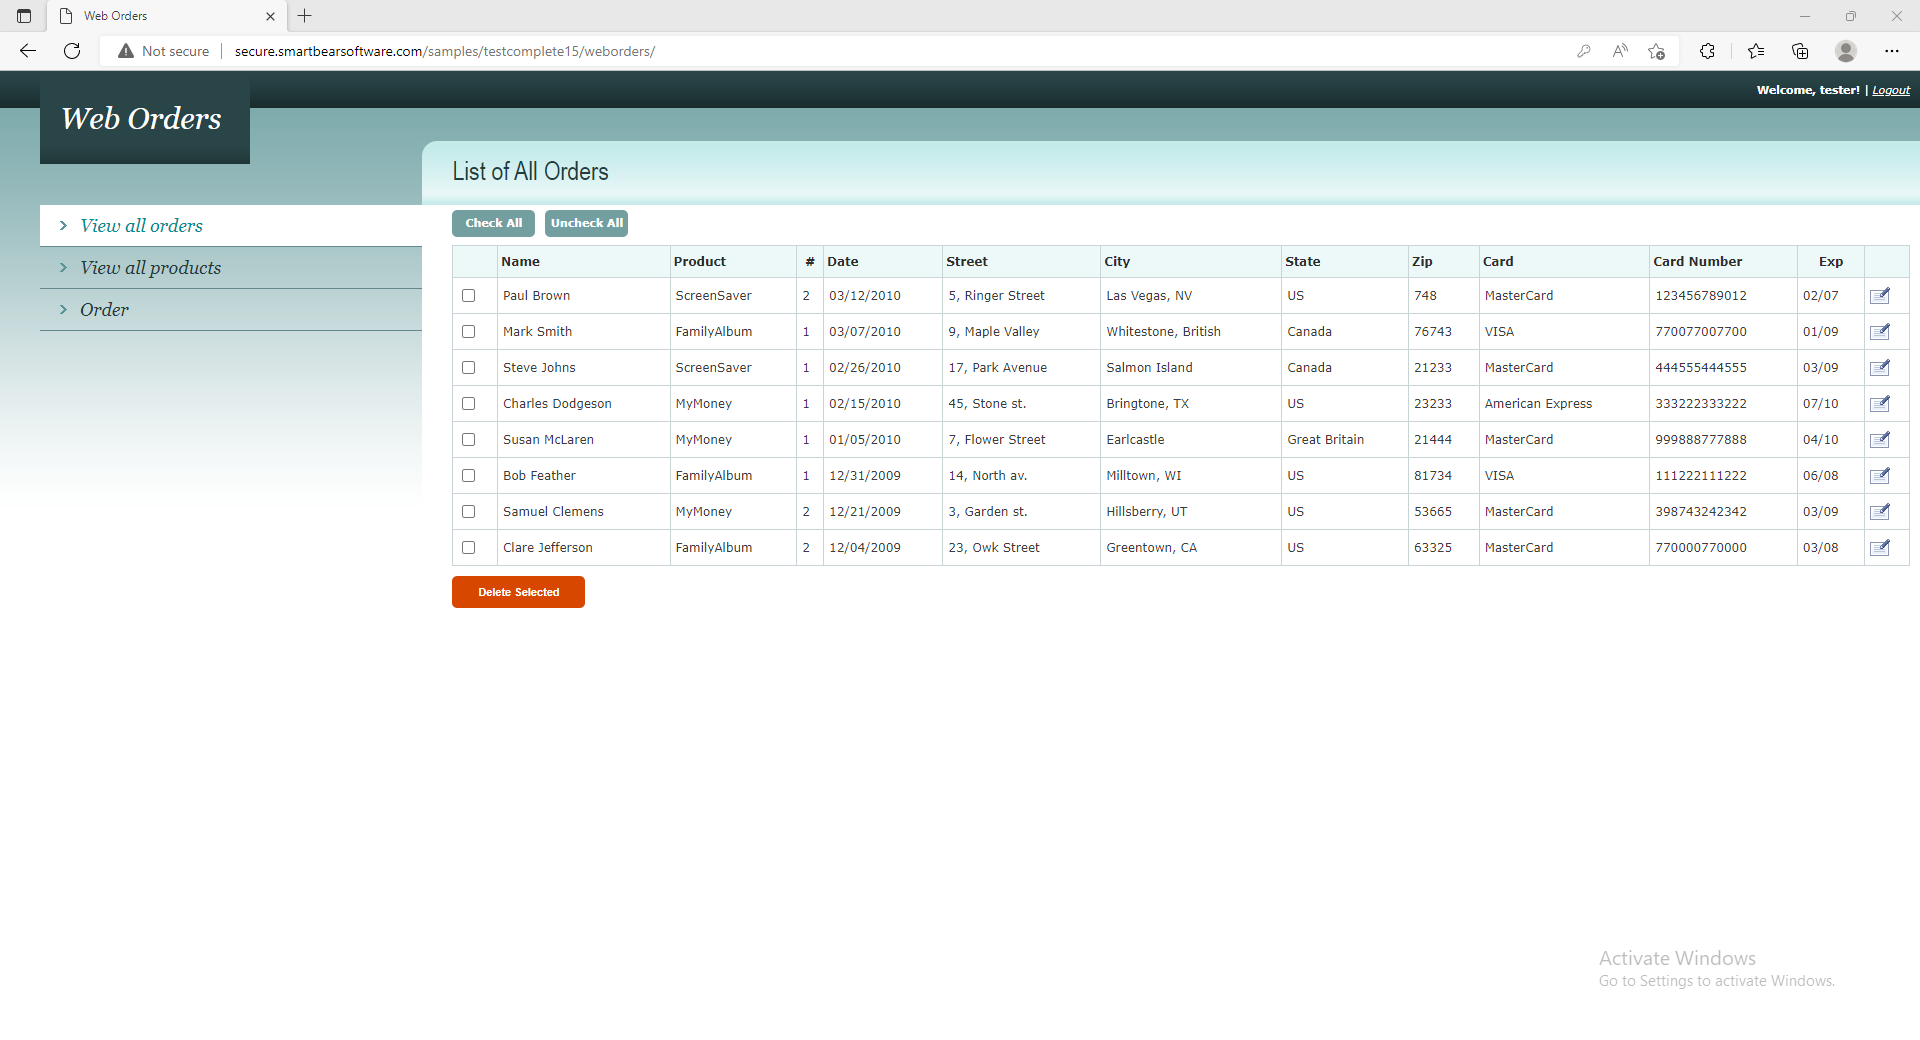 Web Orders
Not secure
secure.smartbearsoftware.com/samples/testcomplete15/weborders/
Welcome, tester! | Logout
Web Orders
List of All Orders
View all orders
View all products
Order
Check All Uncheck All
Name Product # Date Street City State Zip Card Card Number Exp
Paul Brown ScreenSaver 2 03/12/2010 5, Ringer Street Las Vegas, NV US 748 MasterCard 123456789012 02/07
Mark Smith FamilyAlbum 1 03/07/2010 9, Maple Valley Whitestone, British Canada 76743 VISA 770077007700 01/09
Steve Johns ScreenSaver 1 02/26/2010 17, Park Avenue Salmon Island Canada 21233 MasterCard 444555444555 03/09
Charles Dodgeson MyMoney 1 02/15/2010 45, Stone st. Bringtone, TX US 23233 American Express 333222333222 07/10
Susan McLaren MyMoney 1 01/05/2010 7, Flower Street Earlcastle Great Britain 21444 MasterCard 999888777888 04/10
Bob Feather FamilyAlbum 1 12/31/2009 14, North av. Milltown, WI US 81734 VISA 111222111222 06/08
Samuel Clemens MyMoney 2 12/21/2009 3, Garden st. Hillsberry, UT US 53665 MasterCard 398743242342 03/09
Clare Jefferson FamilyAlbum 2 12/04/2009 23, Owk Street Greentown, CA US 63325 MasterCard 770000770000 03/08
Delete Selected
Activate Windows
Go to Settings to activate Windows.